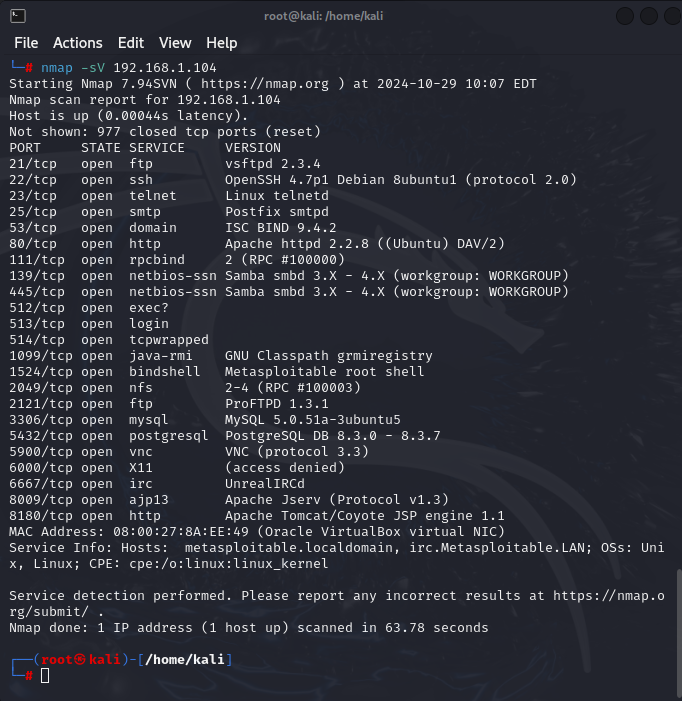 root@kali: /home/kali
File Actions Edit View Help
└─# nmap -sV 192.168.1.104
Starting Nmap 7.94SVN ( https://nmap.org ) at 2024-10-29 10:07 EDT
Nmap scan report for 192.168.1.104
Host is up (0.00044s latency).
Not shown: 977 closed tcp ports (reset)
PORT     STATE SERVICE     VERSION
21/tcp   open  ftp         vsftpd 2.3.4
22/tcp   open  ssh         OpenSSH 4.7p1 Debian 8ubuntu1 (protocol 2.0)
23/tcp   open  telnet      Linux telnetd
25/tcp   open  smtp        Postfix smtpd
53/tcp   open  domain      ISC BIND 9.4.2
80/tcp   open  http        Apache httpd 2.2.8 ((Ubuntu) DAV/2)
111/tcp  open  rpcbind     2 (RPC #100000)
139/tcp  open  netbios-ssn Samba smbd 3.X - 4.X (workgroup: WORKGROUP)
445/tcp  open  netbios-ssn Samba smbd 3.X - 4.X (workgroup: WORKGROUP)
512/tcp  open  exec?
513/tcp  open  login
514/tcp  open  tcpwrapped
1099/tcp open  java-rmi    GNU Classpath grmiregistry
1524/tcp open  bindshell   Metasploitable root shell
2049/tcp open  nfs         2-4 (RPC #100003)
2121/tcp open  ftp         ProFTPD 1.3.1
3306/tcp open  mysql       MySQL 5.0.51a-3ubuntu5
5432/tcp open  postgresql  PostgreSQL DB 8.3.0 - 8.3.7
5900/tcp open  vnc         VNC (protocol 3.3)
6000/tcp open  X11         (access denied)
6667/tcp open  irc         UnrealIRCd
8009/tcp open  ajp13       Apache Jserv (Protocol v1.3)
8180/tcp open  http        Apache Tomcat/Coyote JSP engine 1.1
MAC Address: 08:00:27:8A:EE:49 (Oracle VirtualBox virtual NIC)
Service Info: Hosts:  metasploitable.localdomain, irc.Metasploitable.LAN; OSs: Uni
x, Linux; CPE: cpe:/o:linux:linux_kernel
Service detection performed. Please report any incorrect results at https://nmap.o
rg/submit/ .
Nmap done: 1 IP address (1 host up) scanned in 63.78 seconds
┌──(root㉿kali)-[/home/kali]
└─#